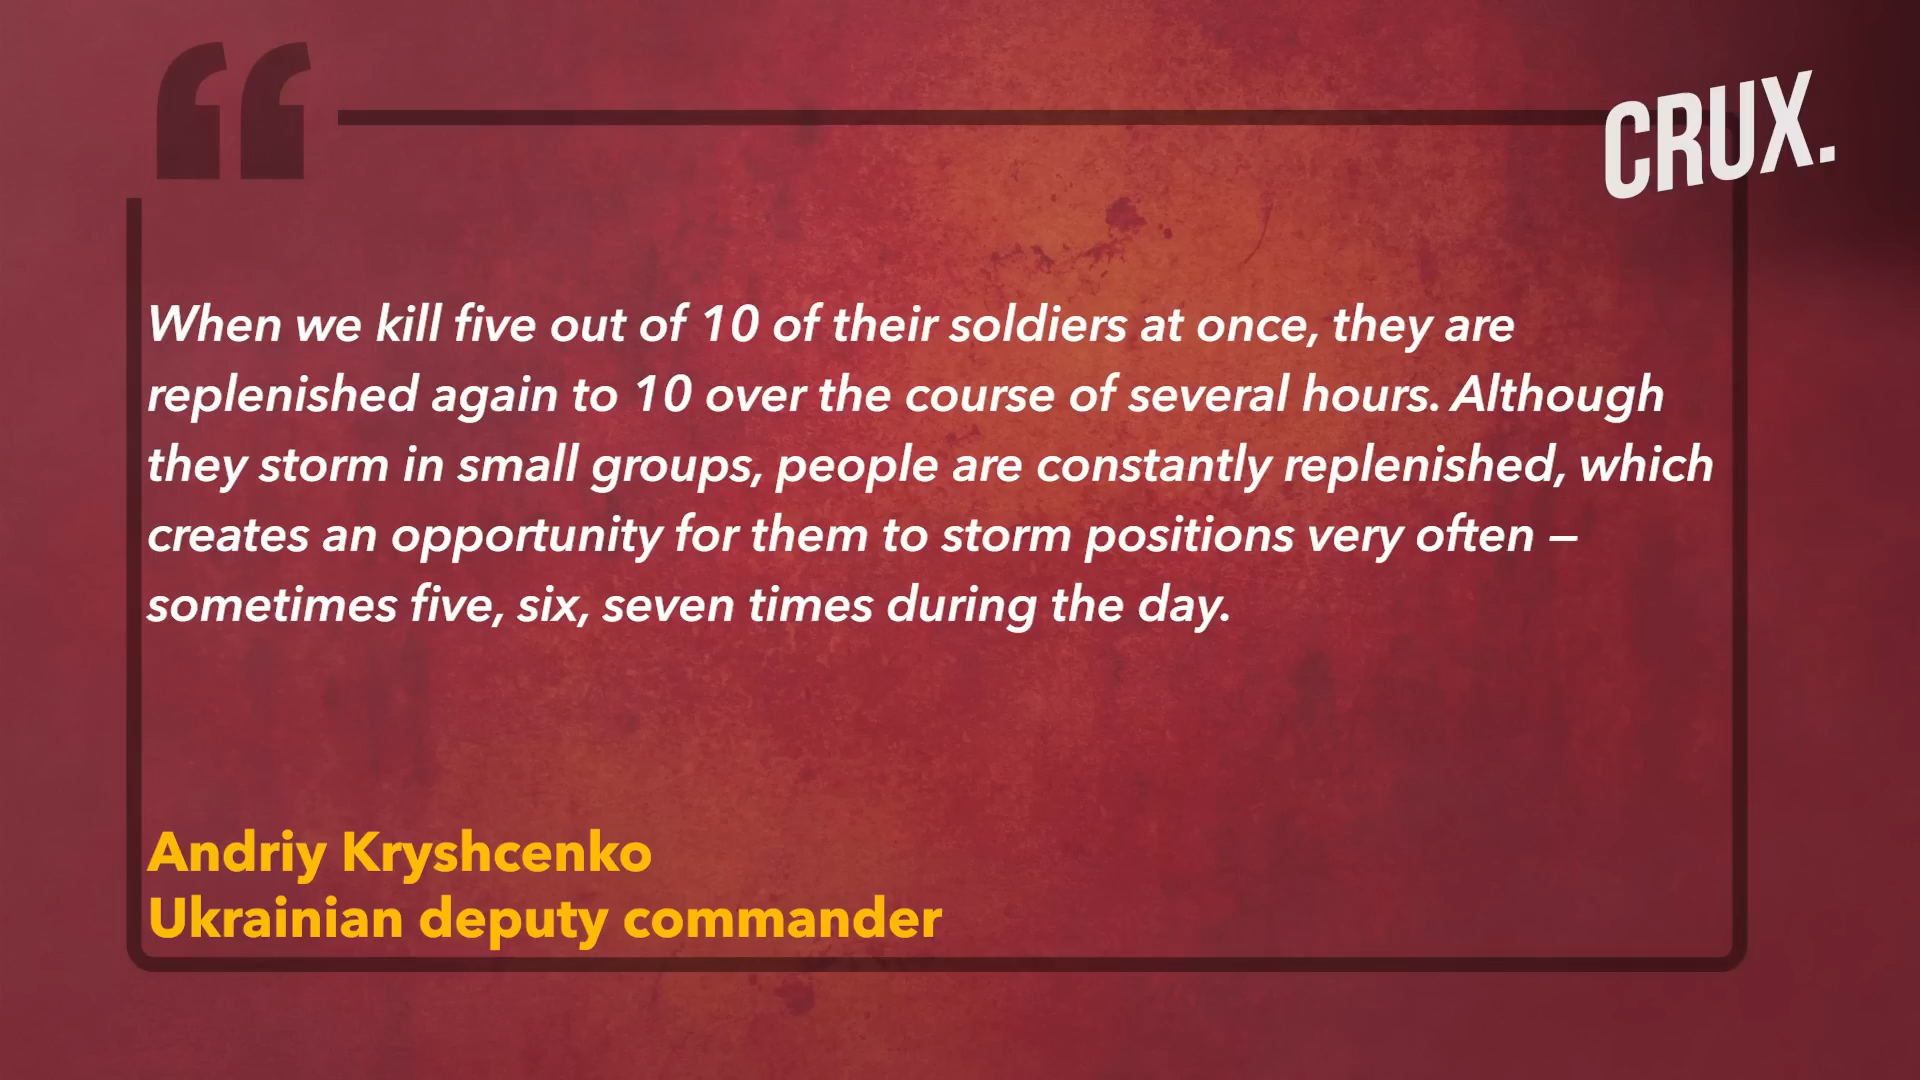 CRUX.
When we kill five out of 10 of their soldiers at once, they are
replenished again to 10 over the course of several hours. Although
they storm in small groups, people are constantly replenished, which
creates an opportunity for them to storm positions very often –
sometimes five, six, seven times during the day.
Andriy Kryshcenko
Ukrainian deputy commander